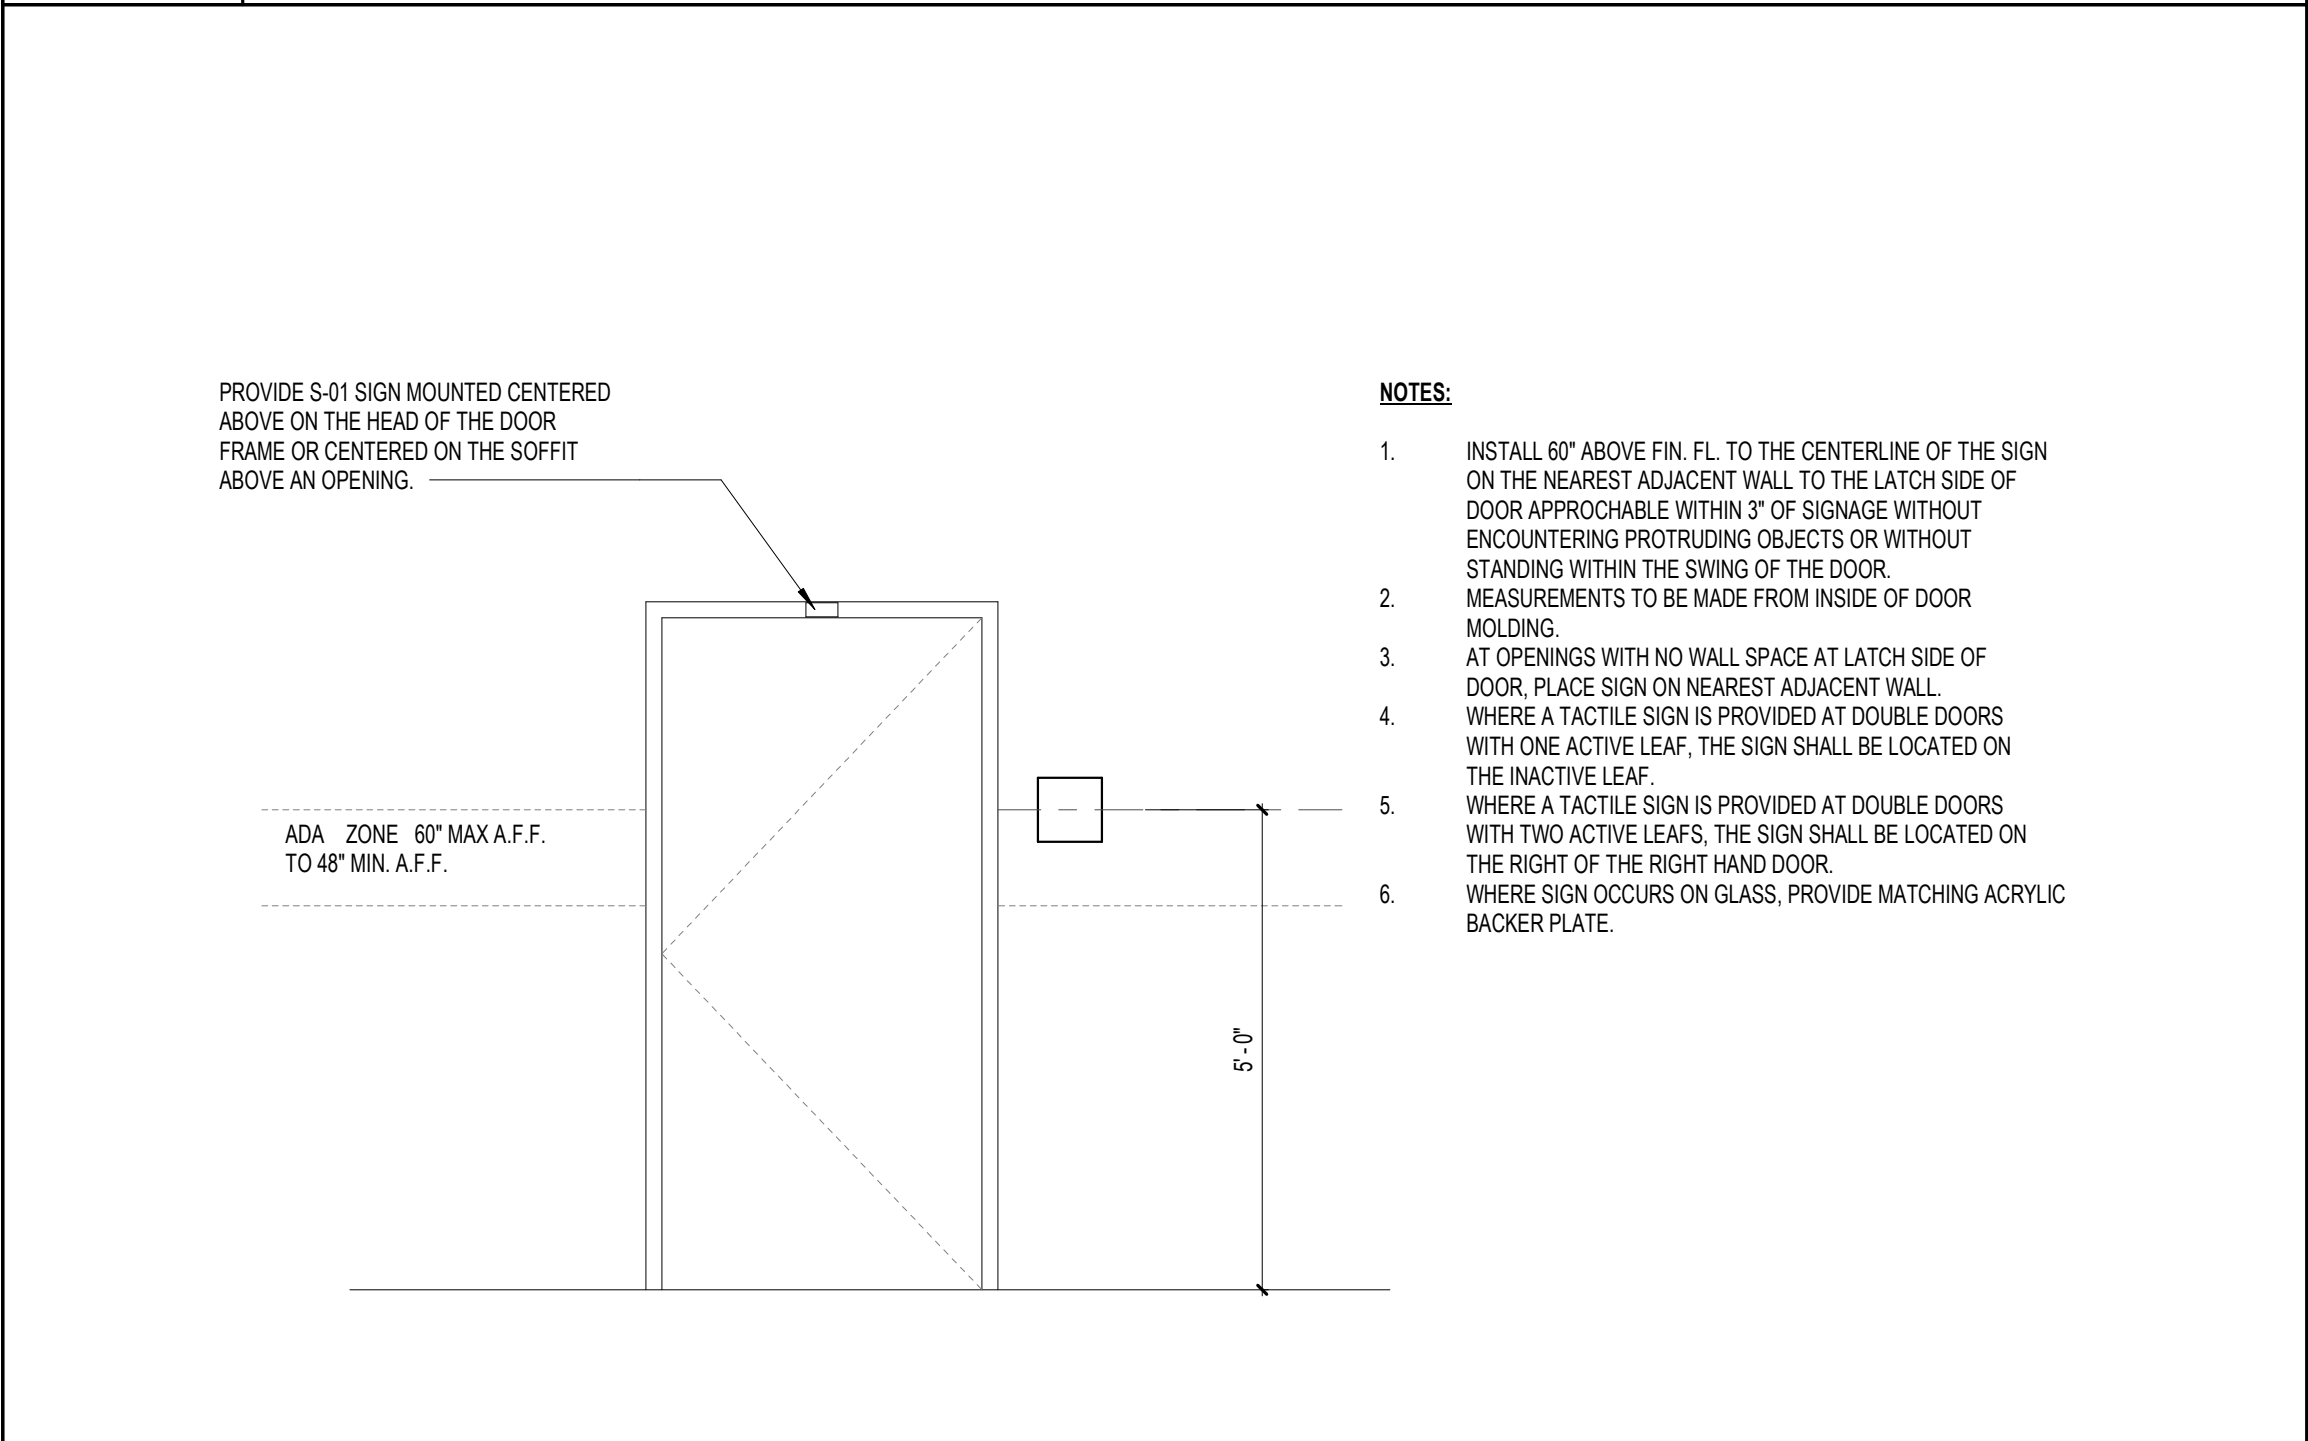 PROVIDE S-01 SIGN MOUNTED CENTERED
ABOVE ON THE HEAD OF THE DOOR
FRAME OR CENTERED ON THE SOFFIT
ABOVE AN OPENING.
ADA ZONE 60" MAX A.F.F.
TO 48" MIN. A.F.F.
5' - 0"
NOTES:
1. INSTALL 60" ABOVE FIN. FL. TO THE CENTERLINE OF THE SIGN
ON THE NEAREST ADJACENT WALL TO THE LATCH SIDE OF
DOOR APPROCHABLE WITHIN 3" OF SIGNAGE WITHOUT
ENCOUNTERING PROTRUDING OBJECTS OR WITHOUT
STANDING WITHIN THE SWING OF THE DOOR.
2. MEASUREMENTS TO BE MADE FROM INSIDE OF DOOR
MOLDING.
3. AT OPENINGS WITH NO WALL SPACE AT LATCH SIDE OF
DOOR, PLACE SIGN ON NEAREST ADJACENT WALL.
4. WHERE A TACTILE SIGN IS PROVIDED AT DOUBLE DOORS
WITH ONE ACTIVE LEAF, THE SIGN SHALL BE LOCATED ON
THE INACTIVE LEAF.
5. WHERE A TACTILE SIGN IS PROVIDED AT DOUBLE DOORS
WITH TWO ACTIVE LEAFS, THE SIGN SHALL BE LOCATED ON
THE RIGHT OF THE RIGHT HAND DOOR.
6. WHERE SIGN OCCURS ON GLASS, PROVIDE MATCHING ACRYLIC
BACKER PLATE.